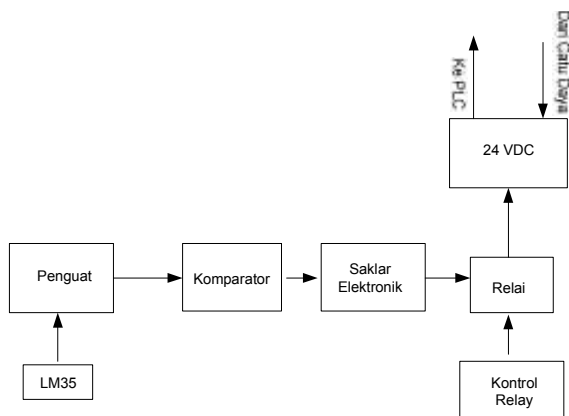 Ke PLC
Dari Catu Daya
24 VDC
Penguat
Komparator
Saklar
Elektronik
Relai
LM35
Kontrol
Relay